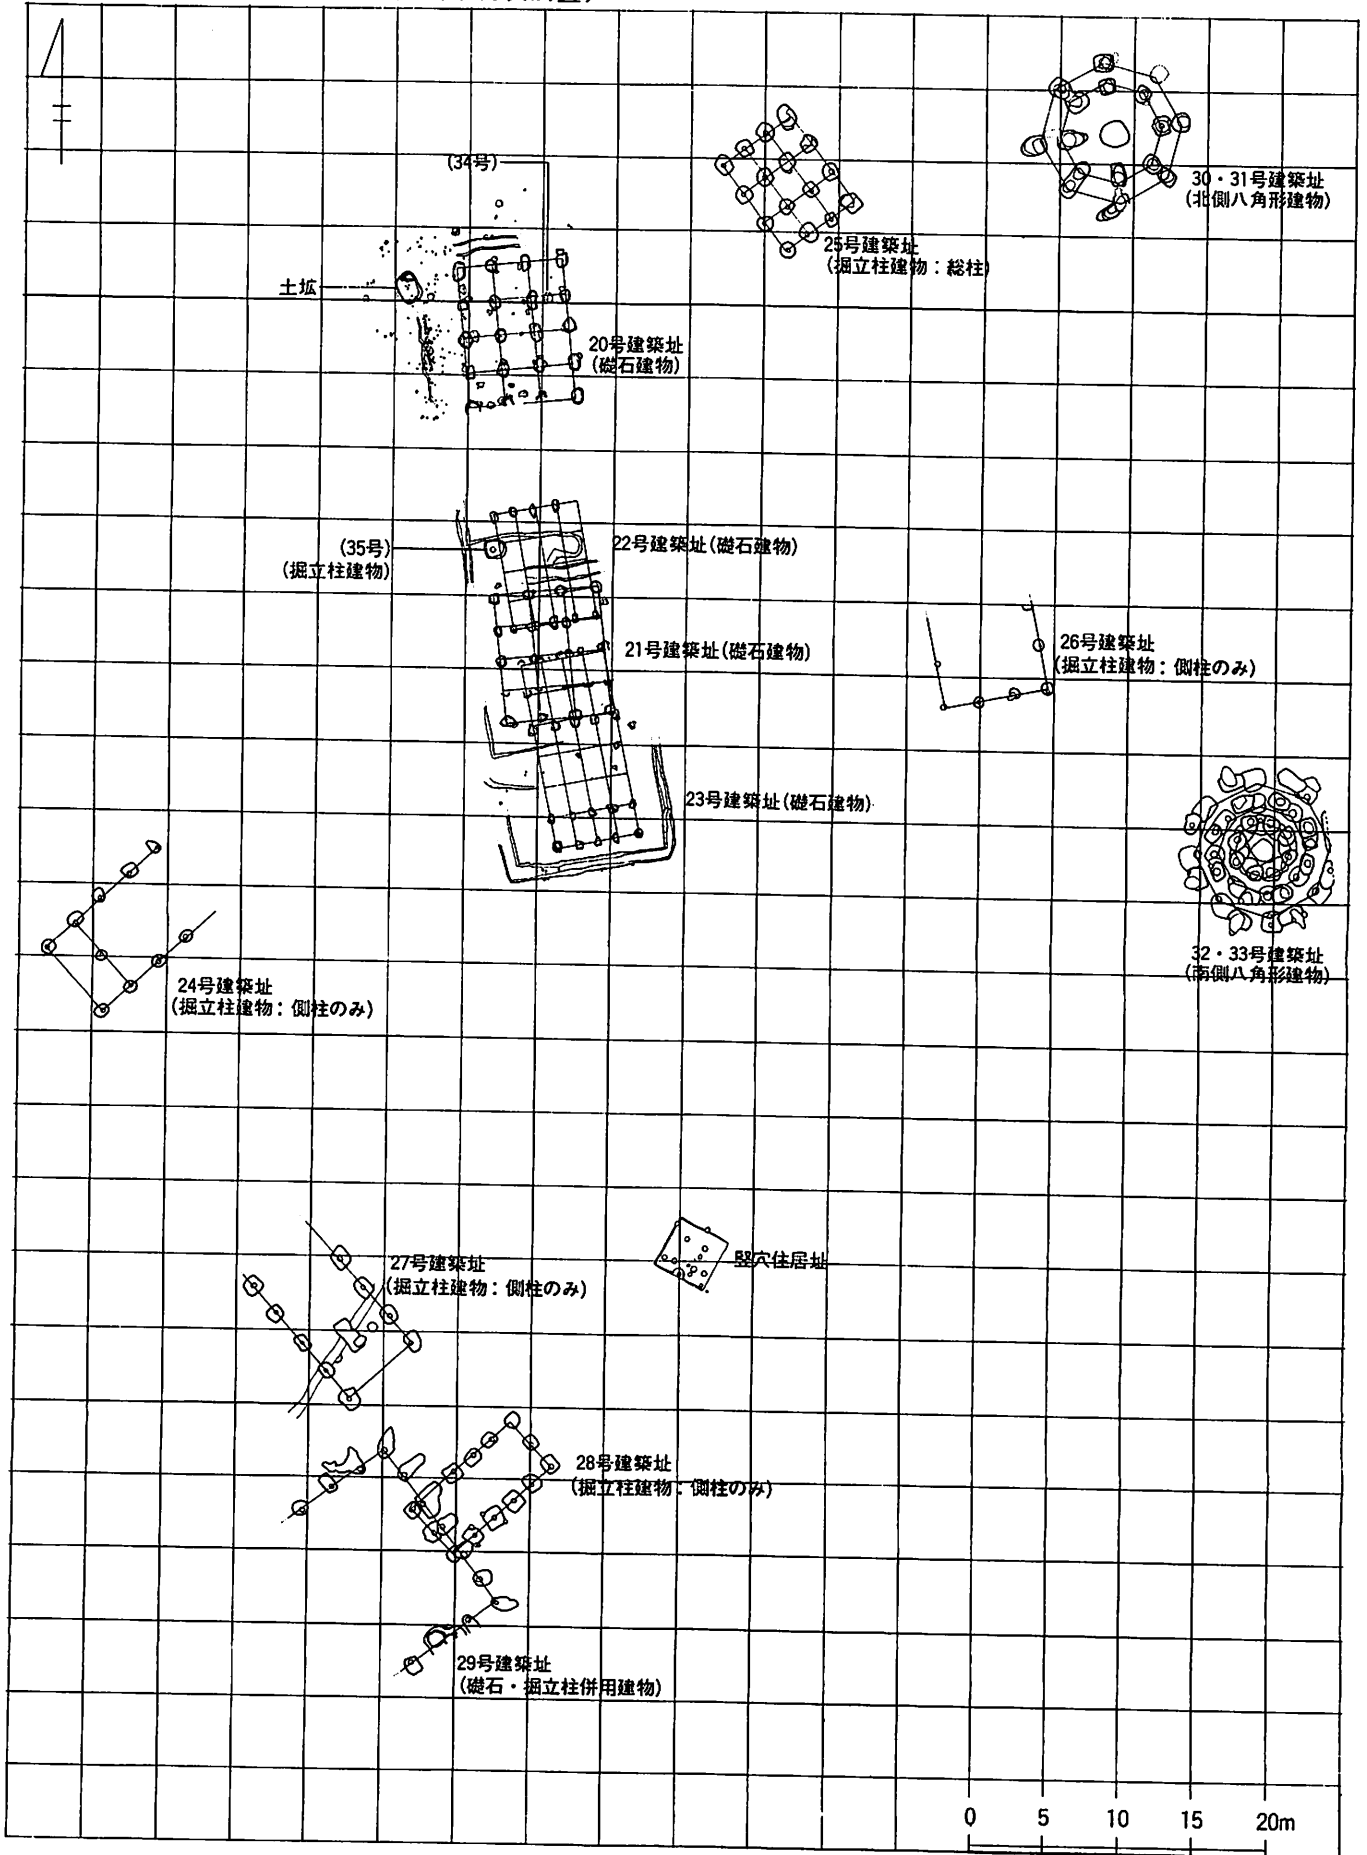 (34号)
30・31号建築址
(北側八角形建物)
25号建築址
(掘立柱建物：総柱)
土拡
20号建築址
(礎石建物)
(35号)
(掘立柱建物)
22号建築址(礎石建物)
21号建築址(礎石建物)
26号建築址
(掘立柱建物：側柱のみ)
23号建築址(礎石建物)
32・33号建築址
(南側八角形建物)
24号建築址
(掘立柱建物：側柱のみ)
27号建築址
(掘立柱建物：側柱のみ)
竪穴住居址
28号建築址
(掘立柱建物：側柱のみ)
29号建築址
(礎石・掘立柱併用建物)
0 5 10 15 20m